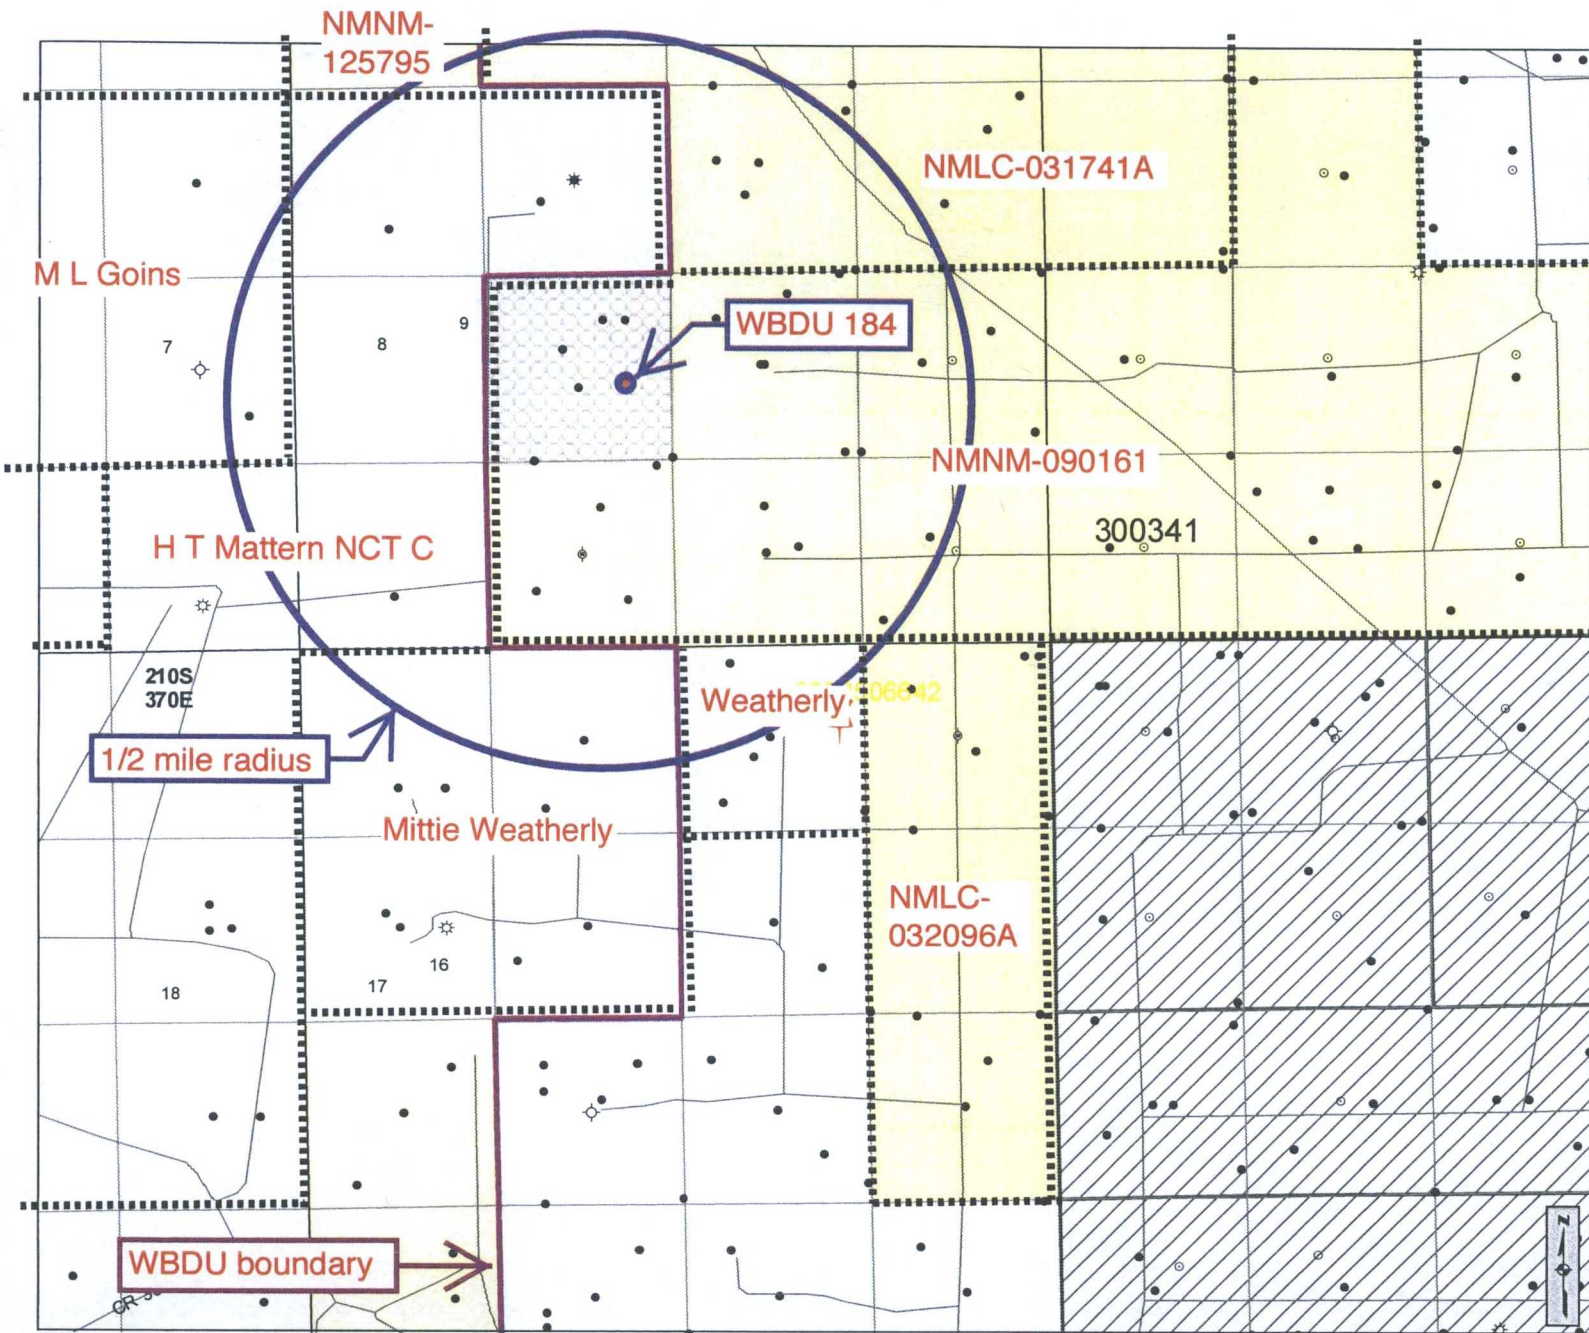 NMNM-
125795
NMLC-031741A
M L Goins
9
WBDU 184
7
8
NMNM-090161
300341
H T Mattern NCT C
210S
370E
Weatherly
1/2 mile radius
Mittie Weatherly
NMLC-
032096A
16
17
18
WBDU boundary
N